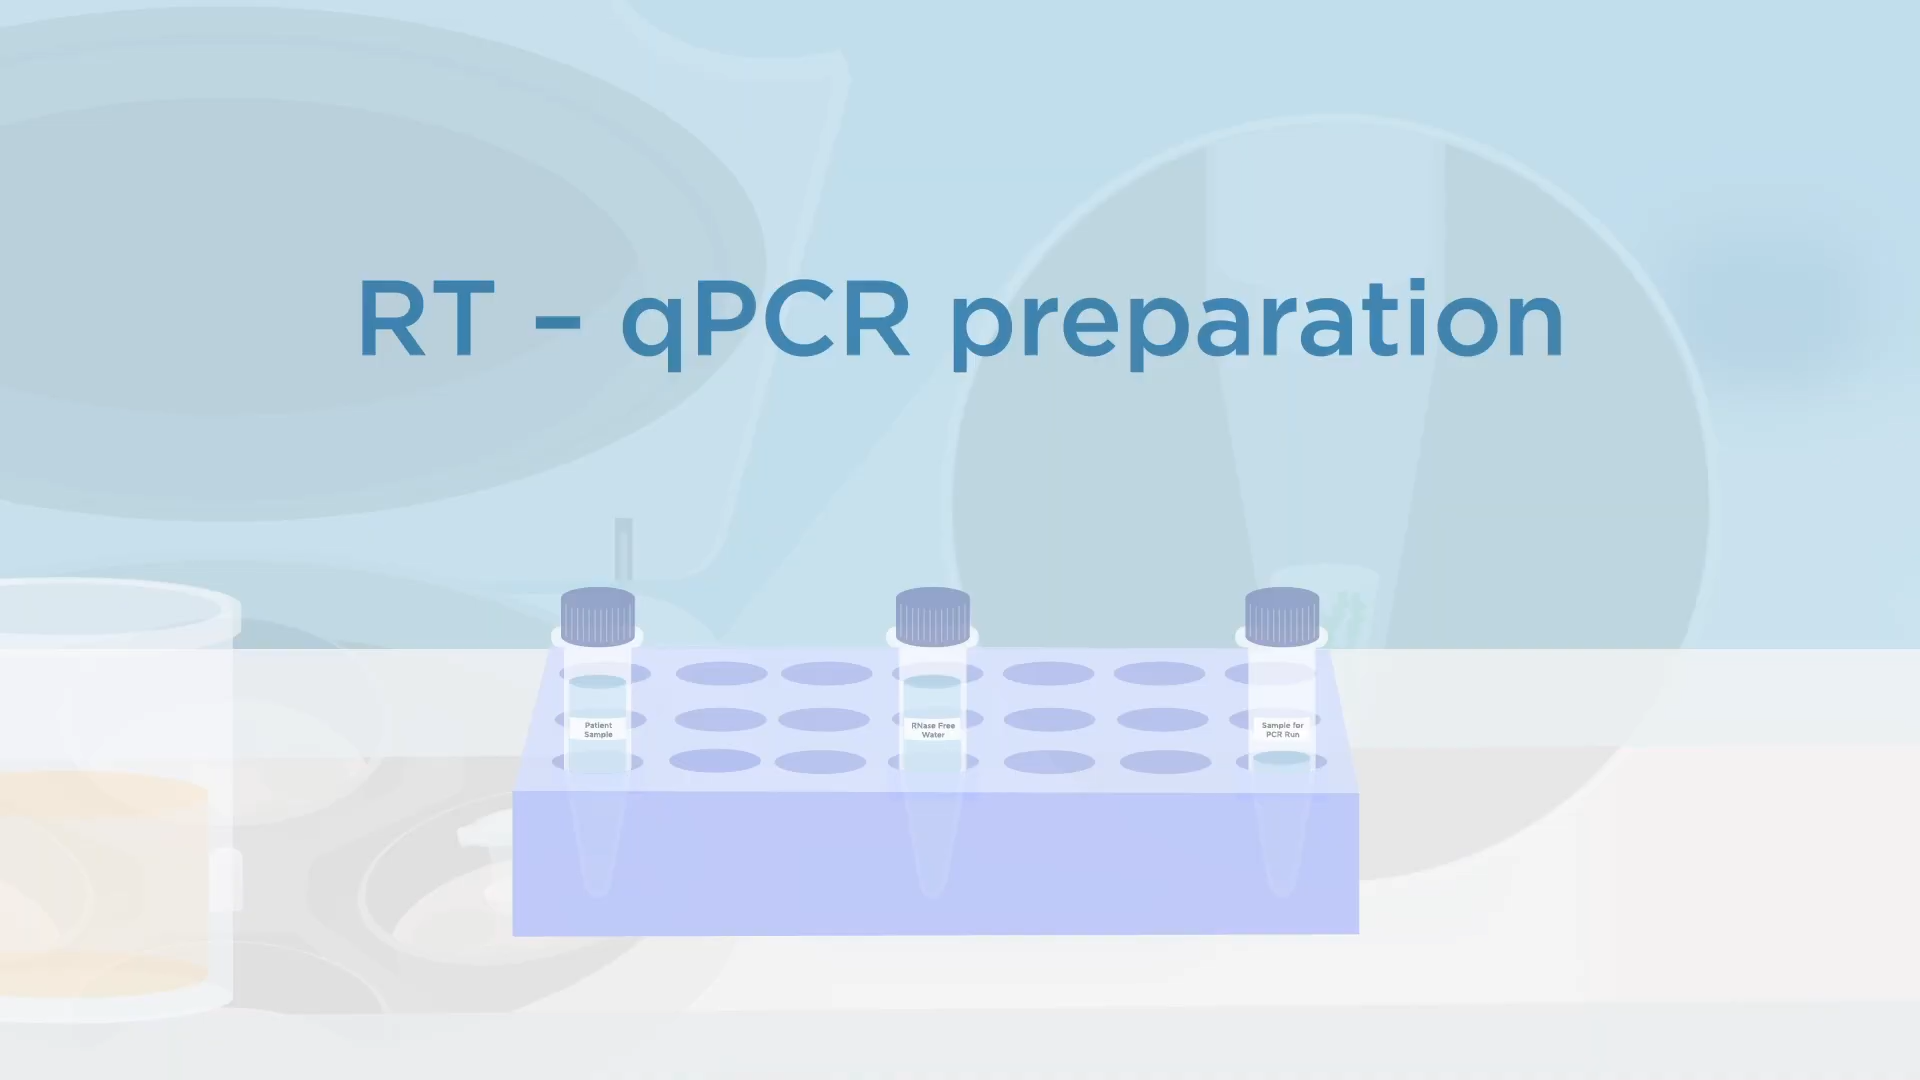 RT – qPCR preparation
Patient
Sample
RNase Free
Water
Sample for
PCR Run